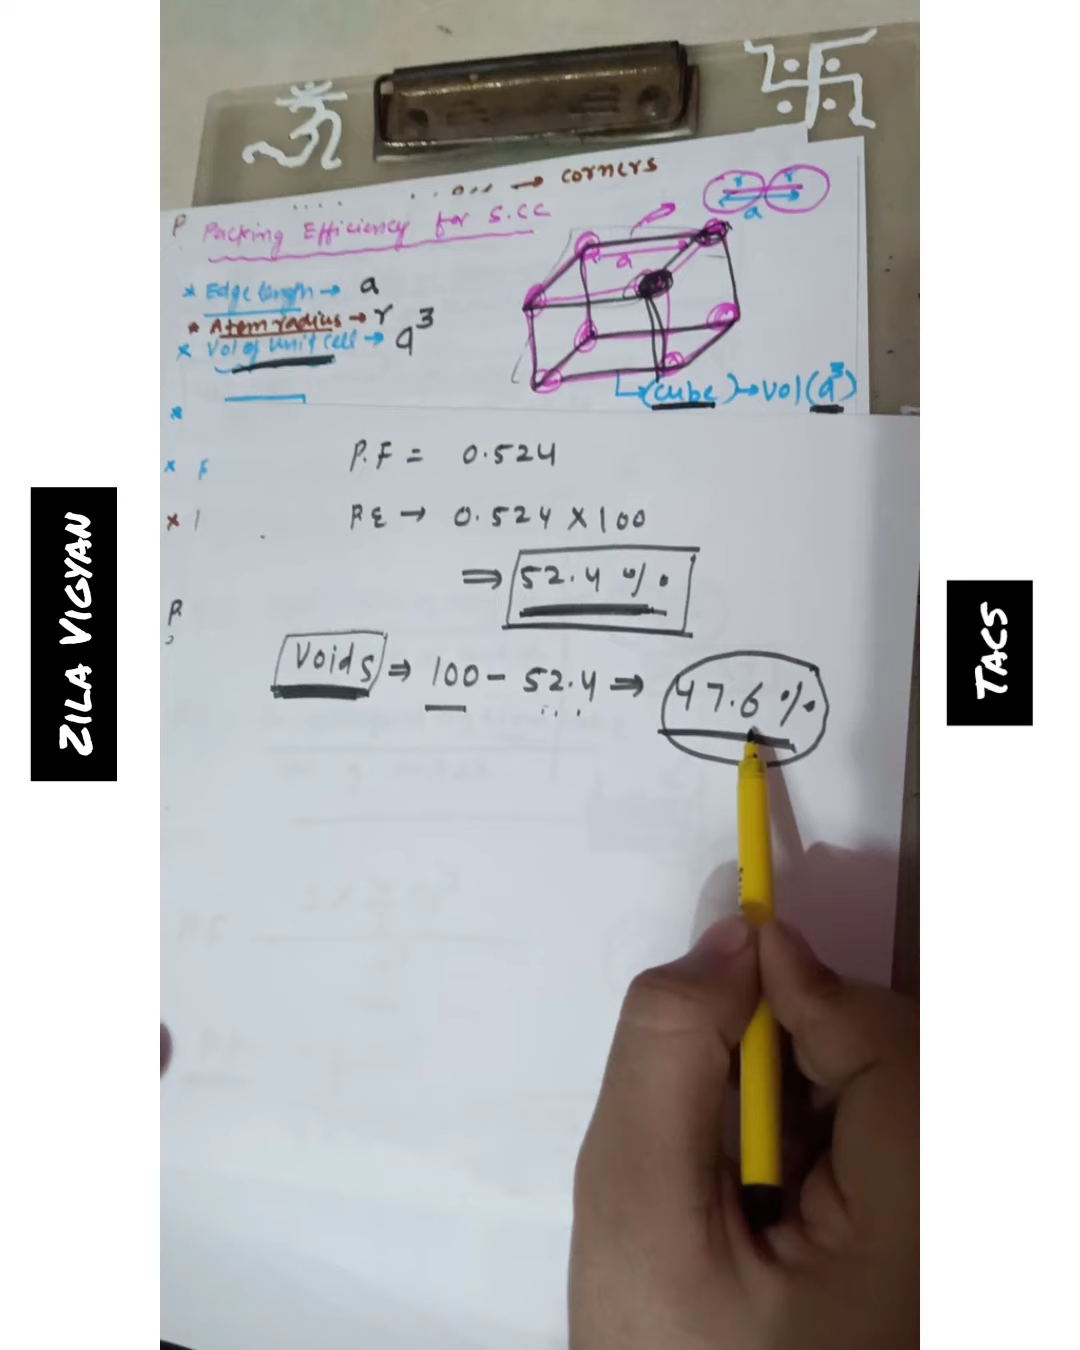 corners
Packing Efficiency for S.CC
r r
a
a
* Edge length → a
* Atom radius → r
* Vol of unit cell → a³
(cube) → vol (a³)
P.F = 0.524
P.E → 0.524 × 100
⇒ 52.4 %
Voids ⇒ 100 - 52.4 ⇒ 47.6 %
ZILA VIGYAN
TACS